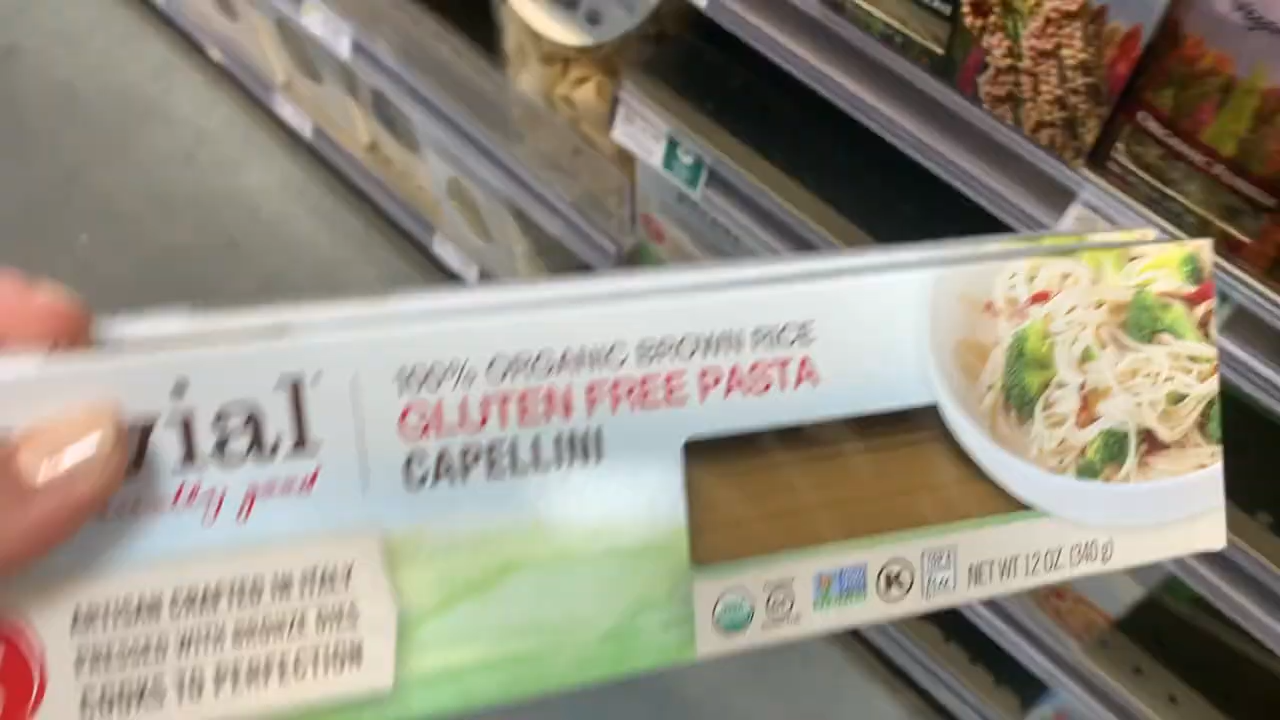 vial
100% ORGANIC BROWN RICE
GLUTEN FREE PASTA
CAPELLINI
ARTISAN CRAFTED IN ITALY
PRESSED WITH BRONZE DIES
COOKS TO PERFECTION
K
NET WT 12 OZ. (340 g)